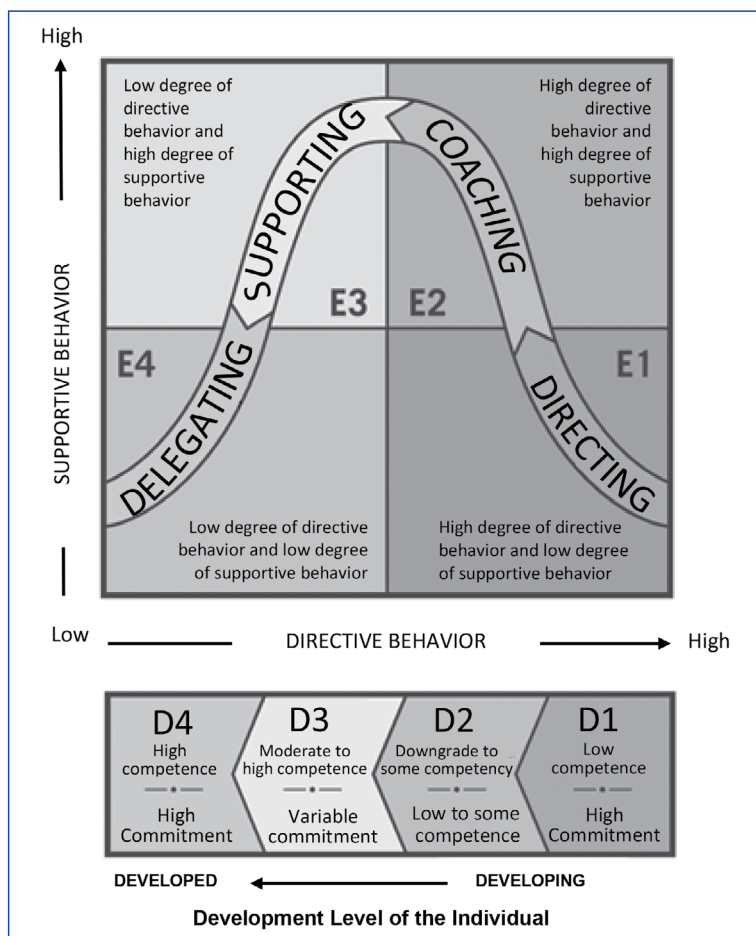 High
Low degree of
directive
behavior and
high degree of
supportive
behavior
High degree of
directive
behavior and
high degree of
supportive
behavior
SUPPORTING
COACHING
E3
E2
SUPPORTIVE BEHAVIOR
E4
E1
DELEGATING
DIRECTING
Low degree of directive
behavior and low degree
of supportive behavior
High degree of directive
behavior and low degree
of supportive behavior
Low
DIRECTIVE BEHAVIOR
High
D4
High
competence
High
Commitment
D3
Moderate to
high competence
Variable
commitment
D2
Downgrade to
some competency
Low to some
competence
D1
Low
competence
High
Commitment
DEVELOPED
DEVELOPING
Development Level of the Individual